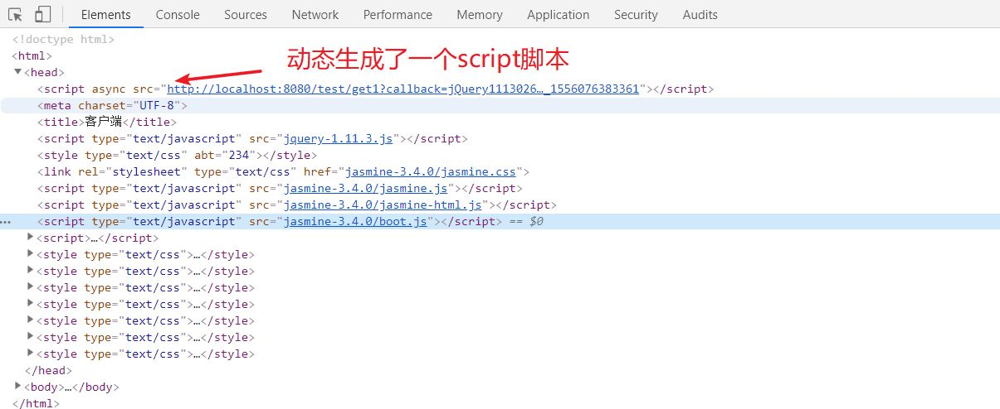 Elements Console Sources Network Performance Memory Application Security Audits
<!doctype html>
<html>
动态生成了一个script脚本
▼<head>
<script async src="http://localhost:8080/test/get1?callback=jQuery1113026…_1556076383361"></script>
<meta charset="UTF-8">
<title>客户端</title>
<script type="text/javascript" src="jquery-1.11.3.js"></script>
<style type="text/css" abt="234"></style>
<link rel="stylesheet" type="text/css" href="jasmine-3.4.0/jasmine.css">
<script type="text/javascript" src="jasmine-3.4.0/jasmine.js"></script>
<script type="text/javascript" src="jasmine-3.4.0/jasmine-html.js"></script>
…<script type="text/javascript" src="jasmine-3.4.0/boot.js"></script> == $0
▶<script>…</script>
▶<style type="text/css">…</style>
▶<style type="text/css">…</style>
▶<style type="text/css">…</style>
▶<style type="text/css">…</style>
▶<style type="text/css">…</style>
▶<style type="text/css">…</style>
▶<style type="text/css">…</style>
</head>
▶<body>…</body>
</html>